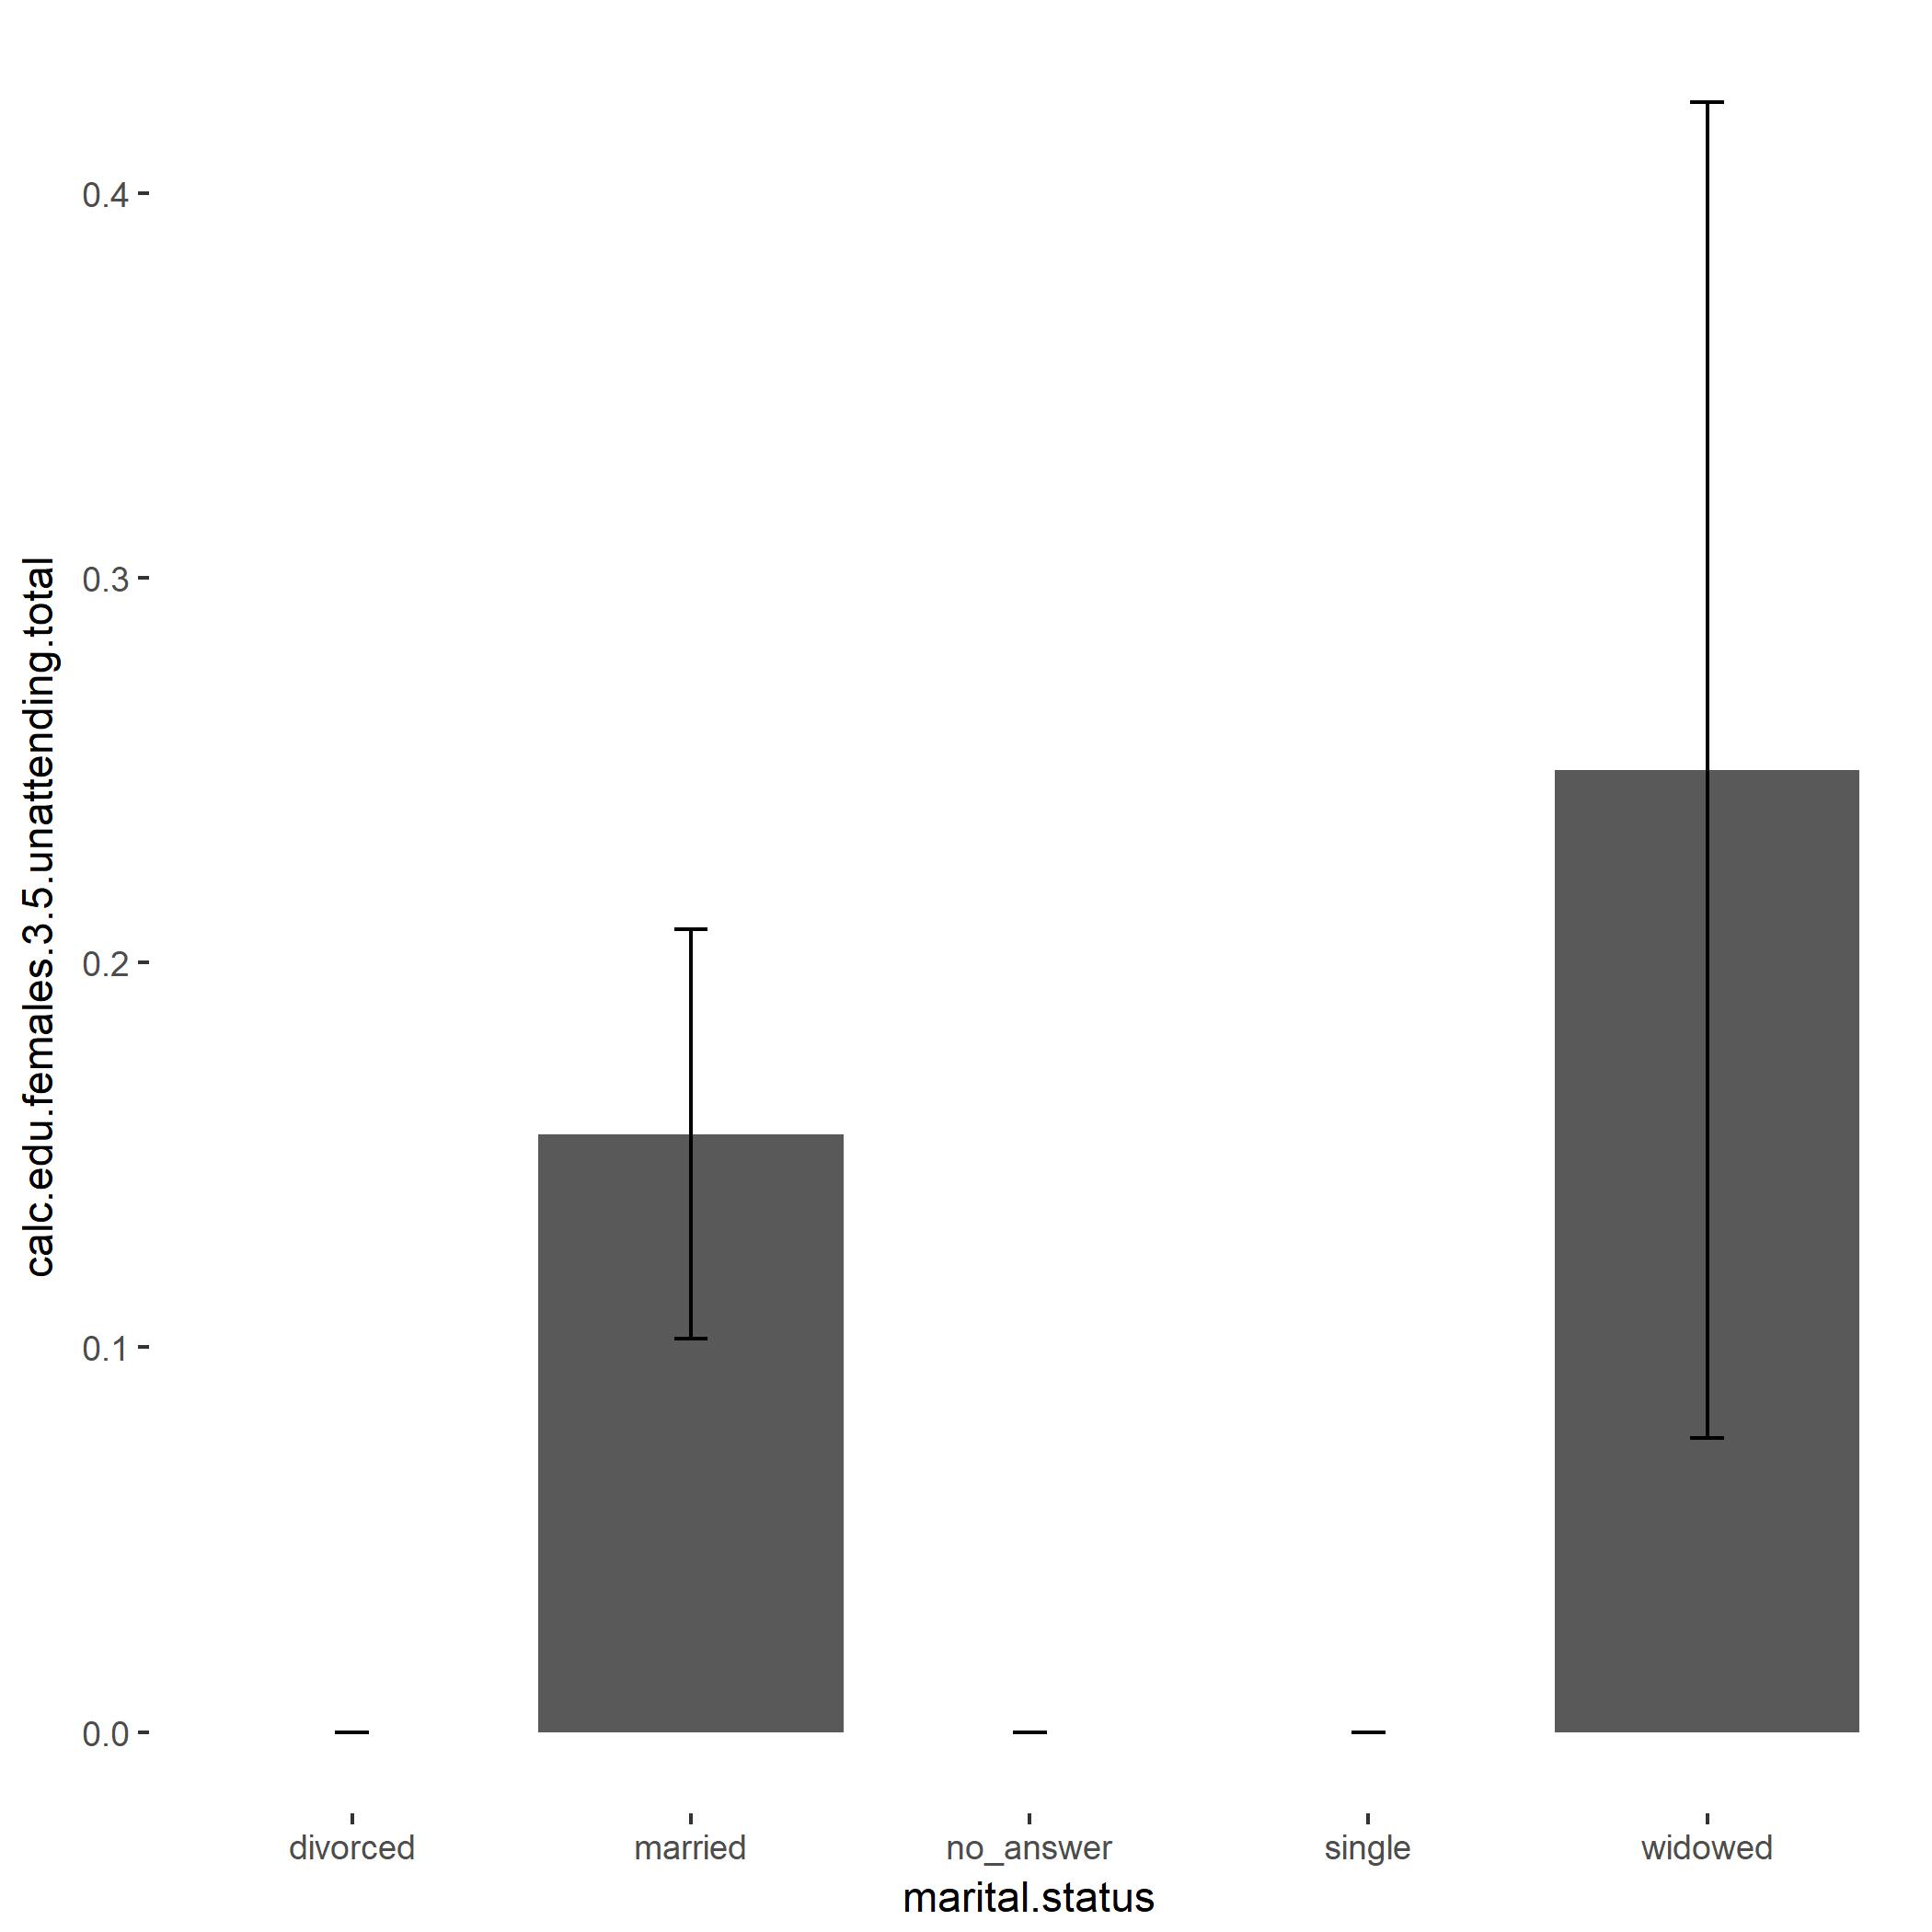 calc.edu.females.3.5.unattending.total
0.4
0.3
0.2
0.1
0.0
divorced married no_answer single widowed
marital.status